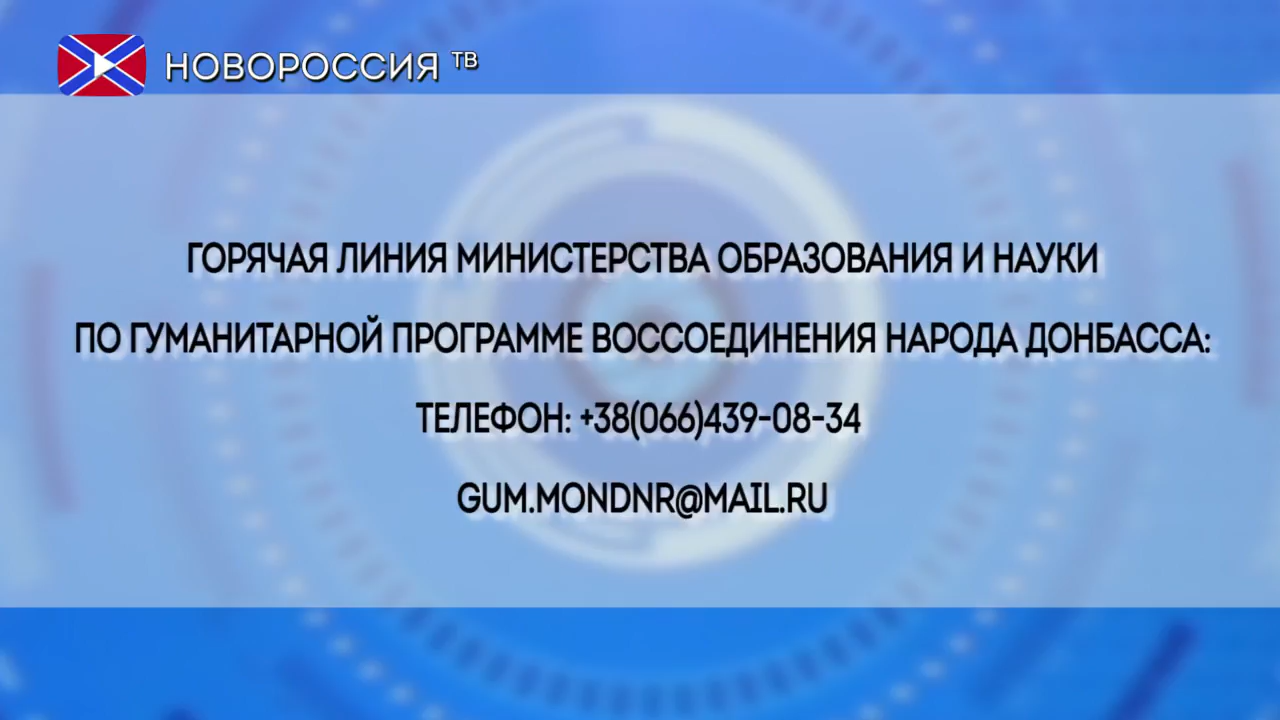 НОВОРОССИЯ ТВ
ГОРЯЧАЯ ЛИНИЯ МИНИСТЕРСТВА ОБРАЗОВАНИЯ И НАУКИ
ПО ГУМАНИТАРНОЙ ПРОГРАММЕ ВОССОЕДИНЕНИЯ НАРОДА ДОНБАССА:
ТЕЛЕФОН: +38(066)439-08-34
GUM.MONDNR@MAIL.RU